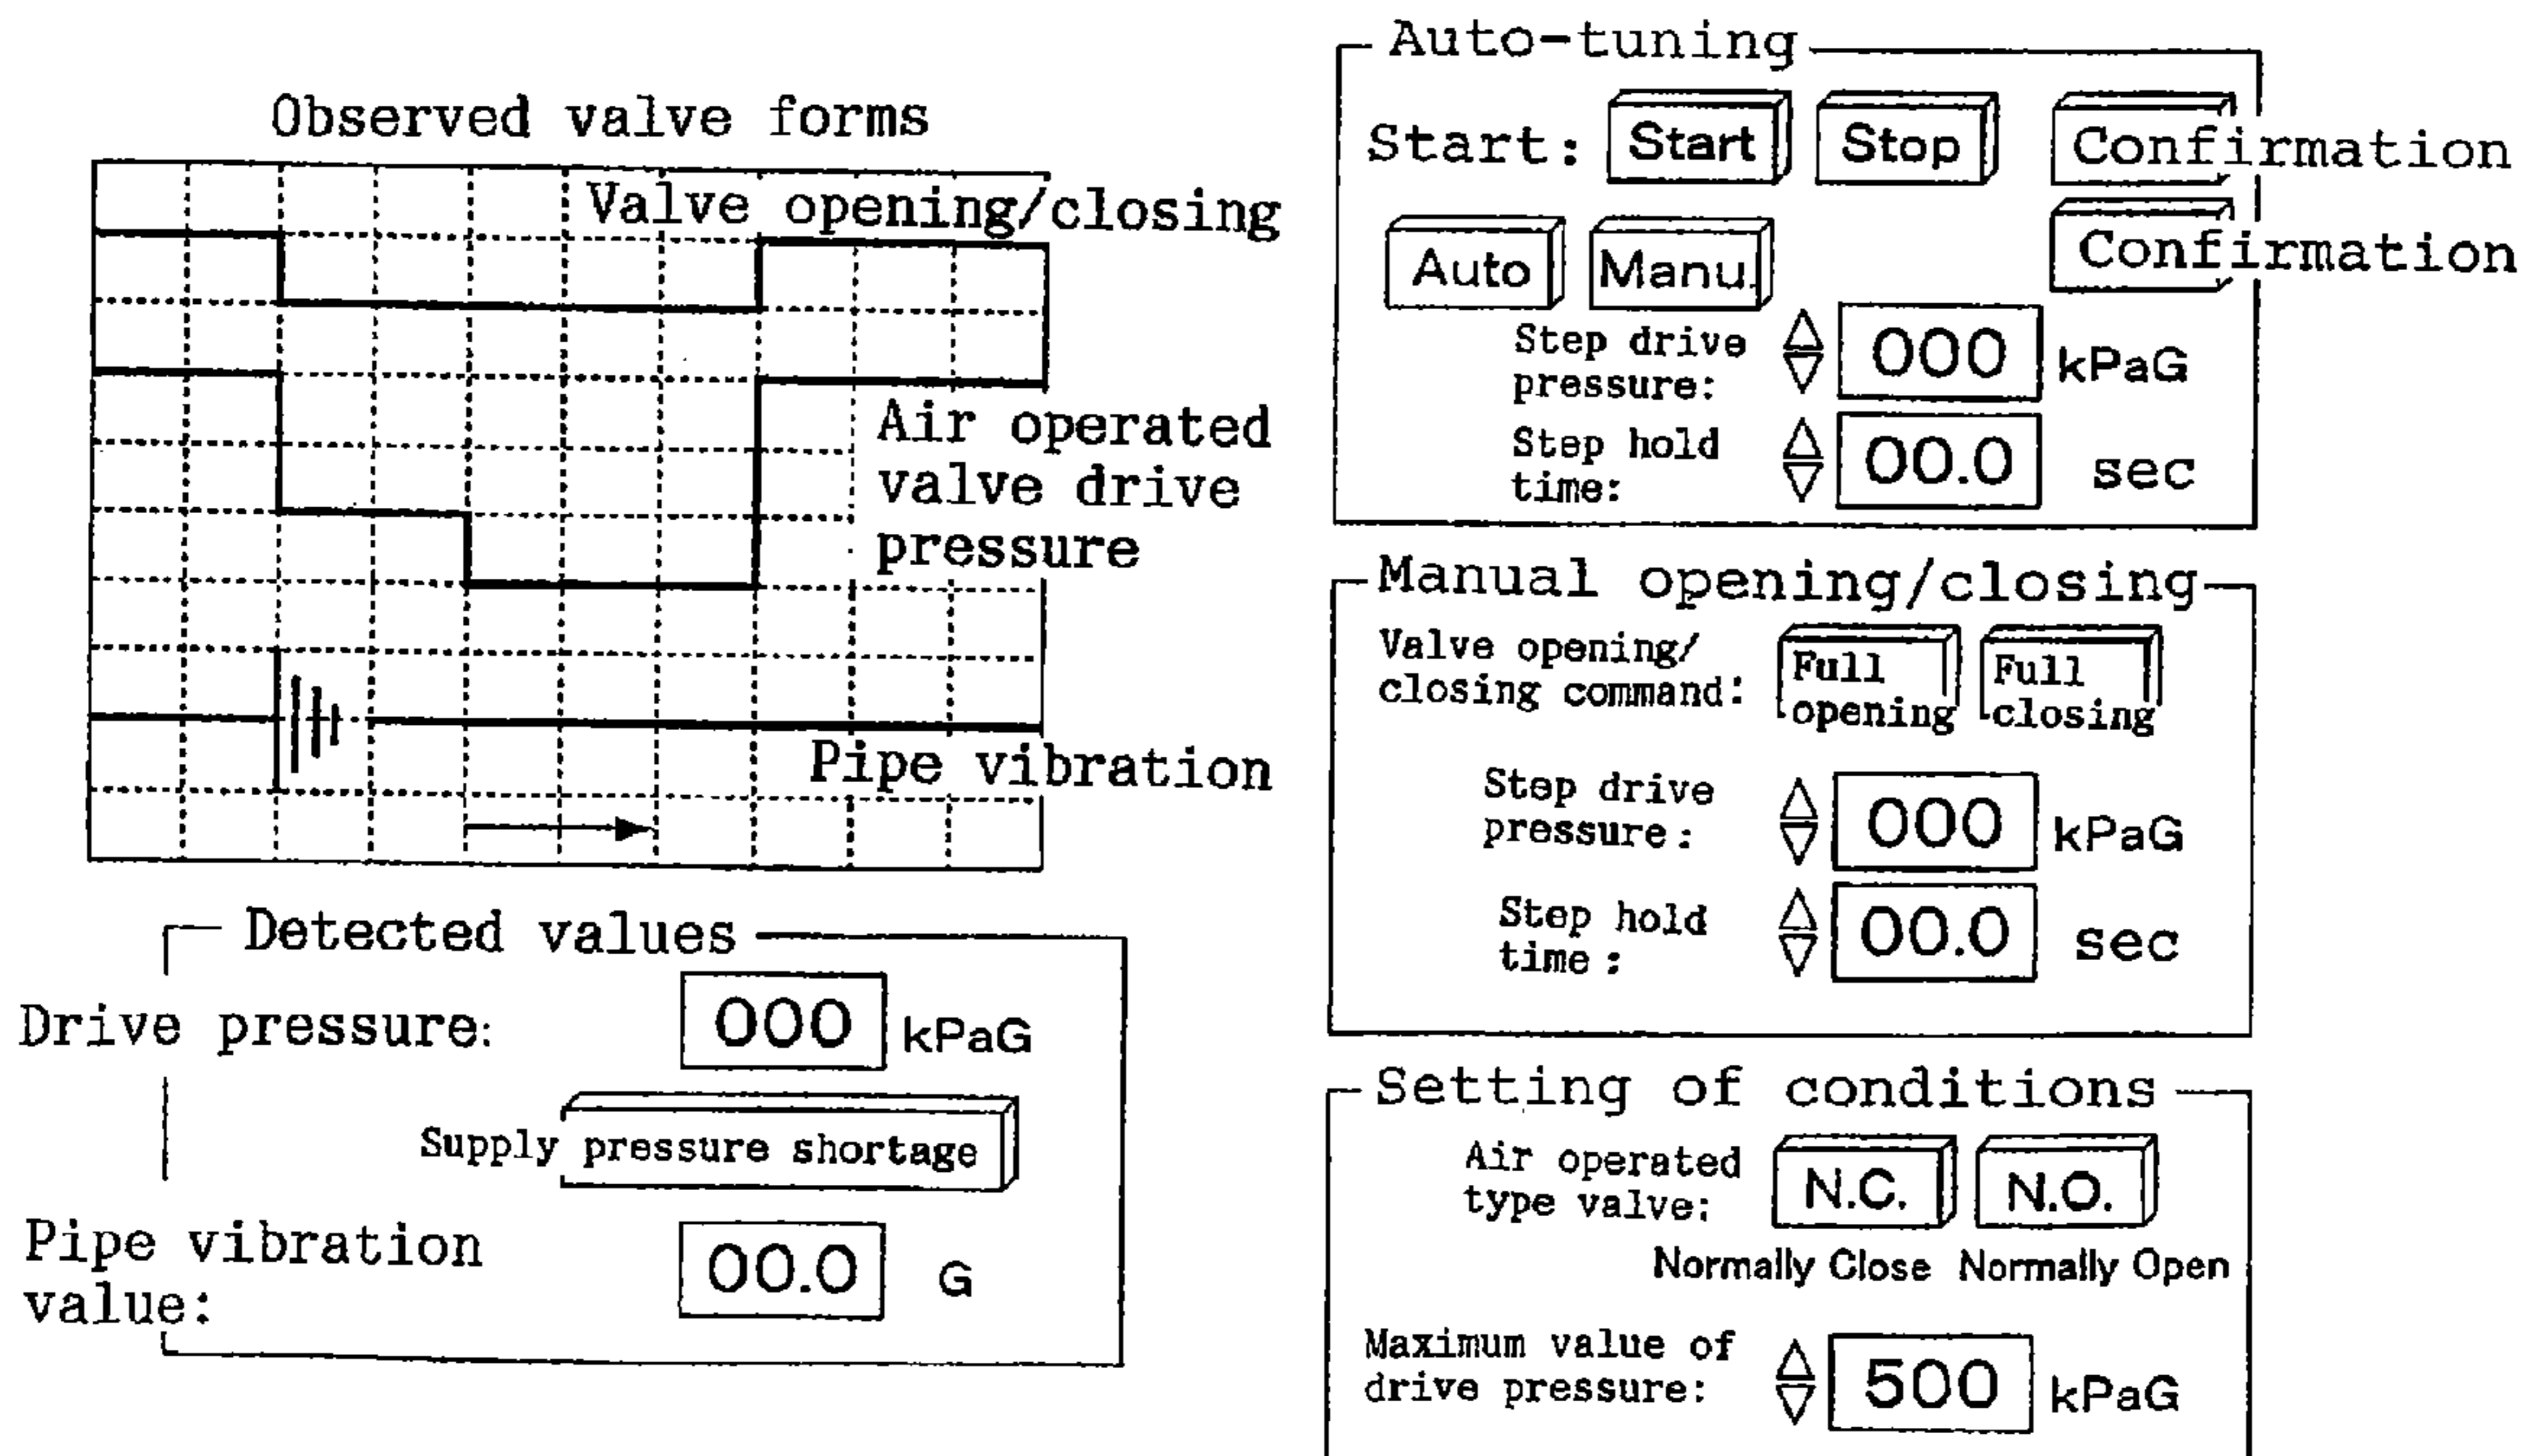 Observed valve forms
Valve opening/closing
Air operated
valve drive
pressure
Pipe vibration
Detected values
Drive pressure:
000 kPaG
Supply pressure shortage
Pipe vibration
value:
00.0 G
Auto-tuning
Start: Start Stop Confirmation
Auto Manu. Confirmation
Step drive
pressure:
000 kPaG
Step hold
time:
00.0 sec
Manual opening/closing
Valve opening/
closing command:
Full
opening
Full
closing
Step drive
pressure:
000 kPaG
Step hold
time:
00.0 sec
Setting of conditions
Air operated
type valve:
N.C. N.O.
Normally Close Normally Open
Maximum value of
drive pressure:
500 kPaG